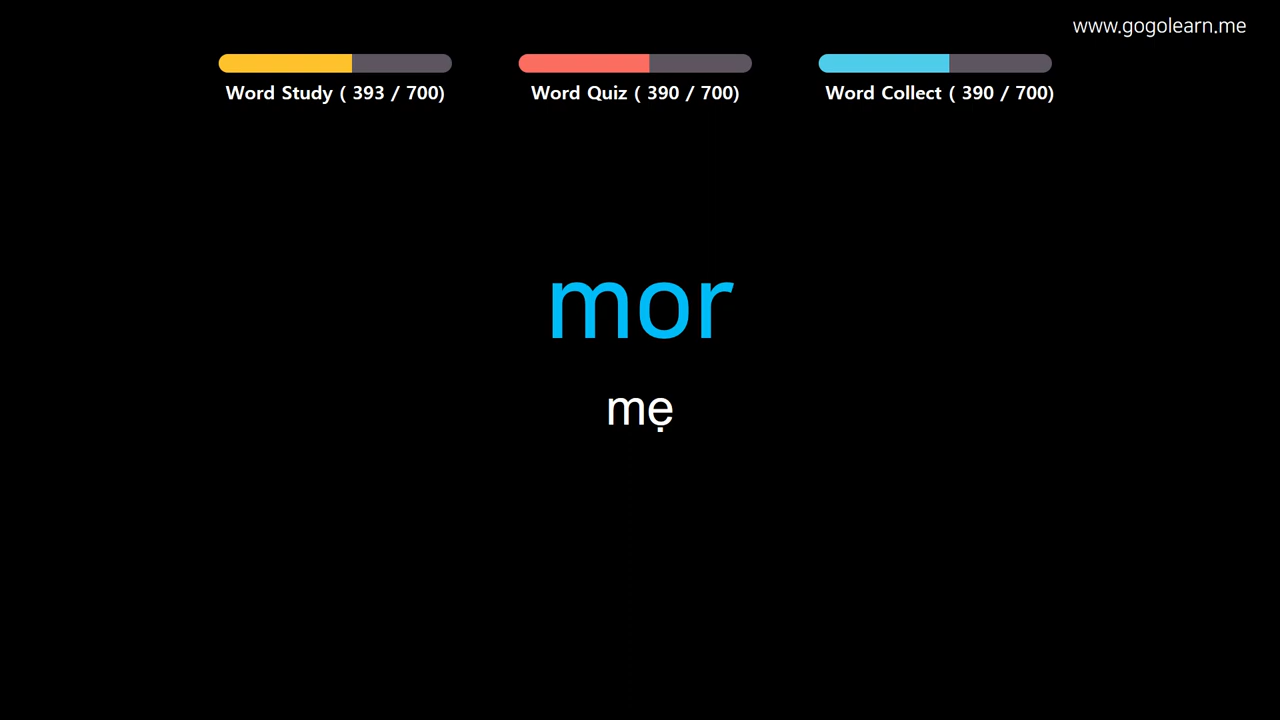 www.gogolearn.me
Word Study ( 393 / 700)
Word Quiz ( 390 / 700)
Word Collect ( 390 / 700)
mor
mẹ